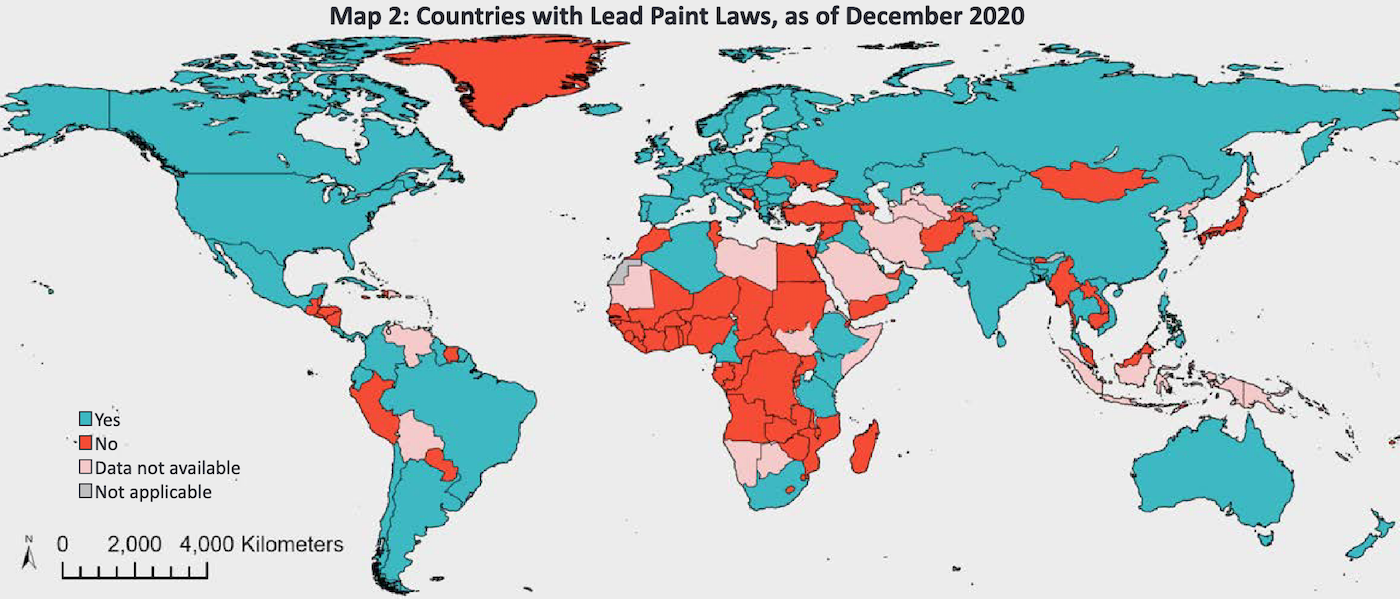 Map 2: Countries with Lead Paint Laws, as of December 2020
Yes
No
Data not available
Not applicable
N
0 2,000 4,000 Kilometers